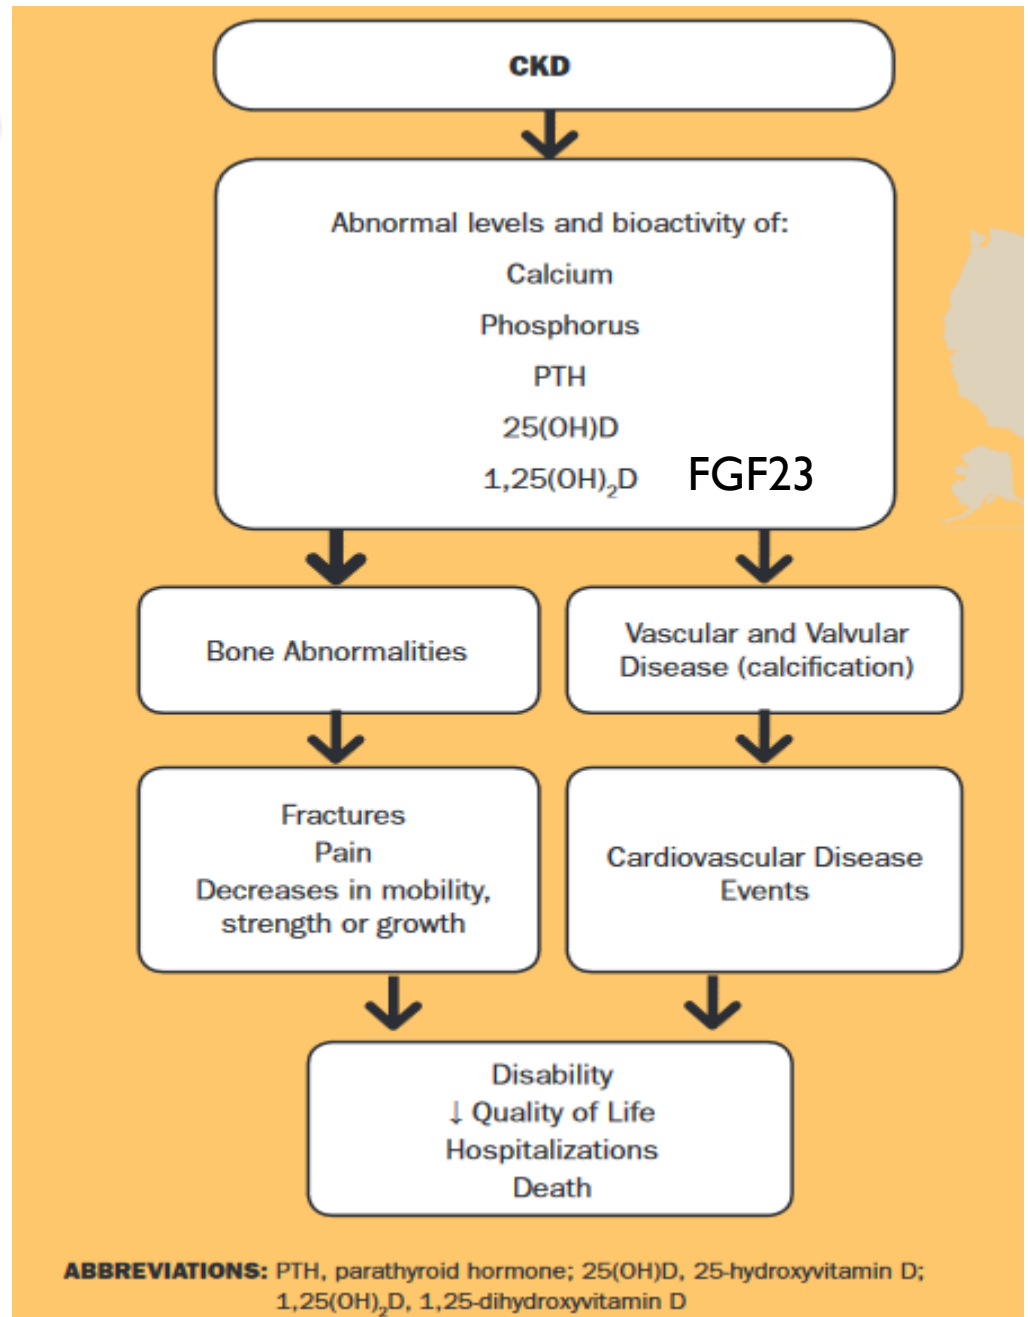 CKD
Abnormal levels and bioactivity of:
Calcium
Phosphorus
PTH
25(OH)D
1,25(OH)₂D FGF23
Bone Abnormalities
Vascular and Valvular
Disease (calcification)
Fractures
Pain
Decreases in mobility,
strength or growth
Cardiovascular Disease
Events
Disability
↓ Quality of Life
Hospitalizations
Death
ABBREVIATIONS: PTH, parathyroid hormone; 25(OH)D, 25-hydroxyvitamin D;
1,25(OH)₂D, 1,25-dihydroxyvitamin D